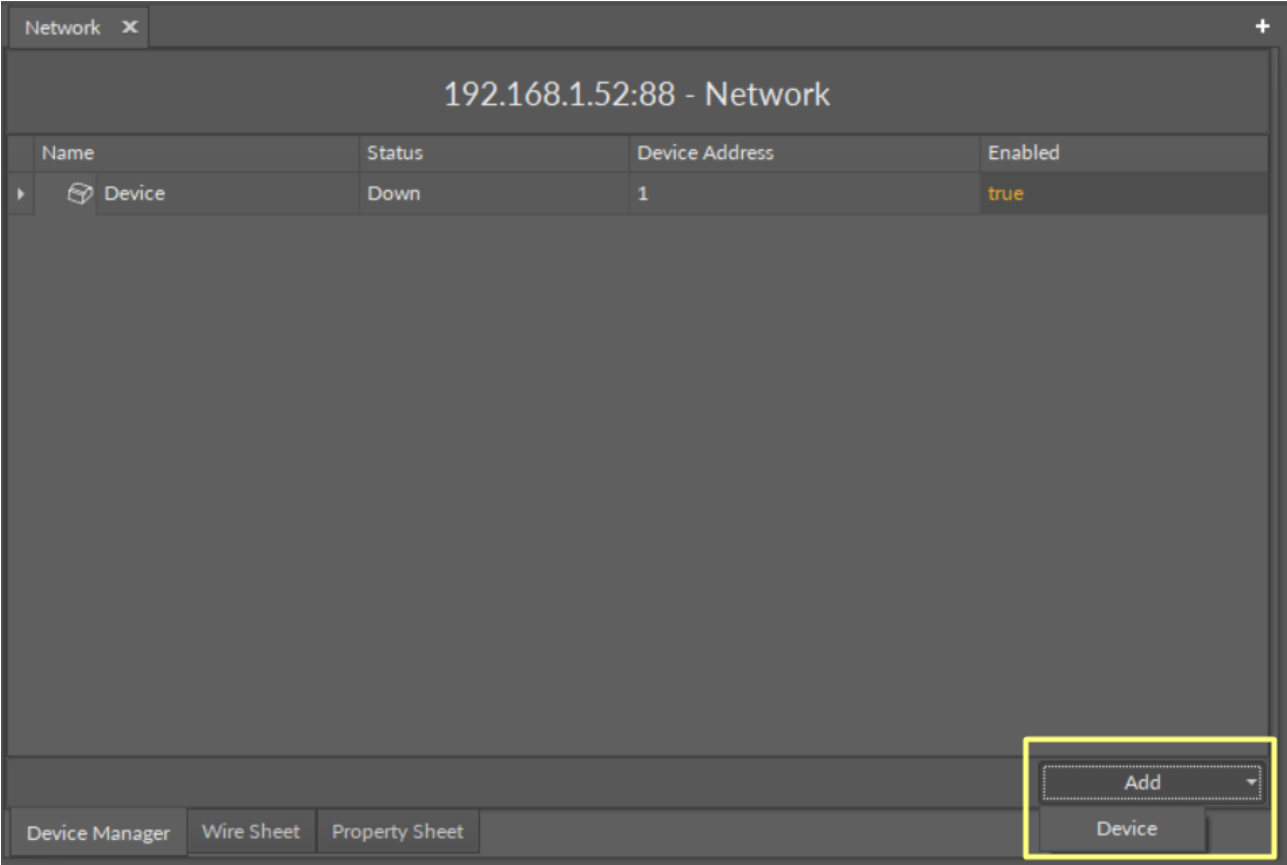 Network
192.168.1.52:88 - Network
Name Status Device Address Enabled
Device Down 1 true
Add
Device Manager Wire Sheet Property Sheet Device